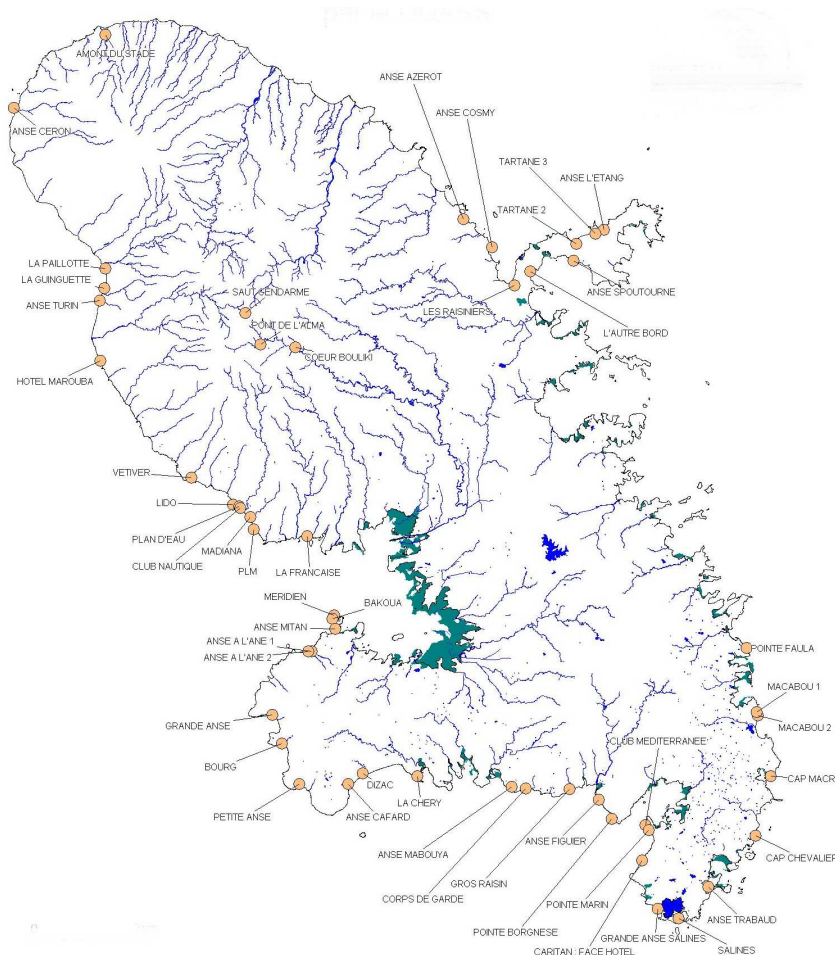 AMONT DU STADE
ANSE AZEROT
ANSE COSMY
ANSE CERON
TARTANE 3
ANSE L'ETANG
TARTANE 2
LA PAILLOTTE
LA GUINGUETTE
ANSE TURIN
SAUT GENDARME
ANSE SPOUTOURNE
LES RAISINIERS
PONT DE L'ALMA
L'AUTRE BORD
COEUR BOULIKI
HOTEL MAROUBA
VETIVER
LIDO
PLAN D'EAU
MADIANA
CLUB NAUTIQUE
PLM
LA FRANCAISE
MERIDIEN
BAKOUA
ANSE MITAN
ANSE A L'ANE 1
ANSE A L'ANE 2
POINTE FAULA
MACABOU 1
MACABOU 2
GRANDE ANSE
CLUB MEDITERRANEE
BOURG
CAP MACR
DIZAC
LA CHERY
PETITE ANSE
ANSE CAFARD
ANSE FIGUIER
ANSE MABOUYA
CAP CHEVALIER
GROS RAISIN
CORPS DE GARDE
POINTE MARIN
ANSE TRABAUD
POINTE BORGNESE
GRANDE ANSE SALINES
CARITAN : FACE HOTEL
SALINES